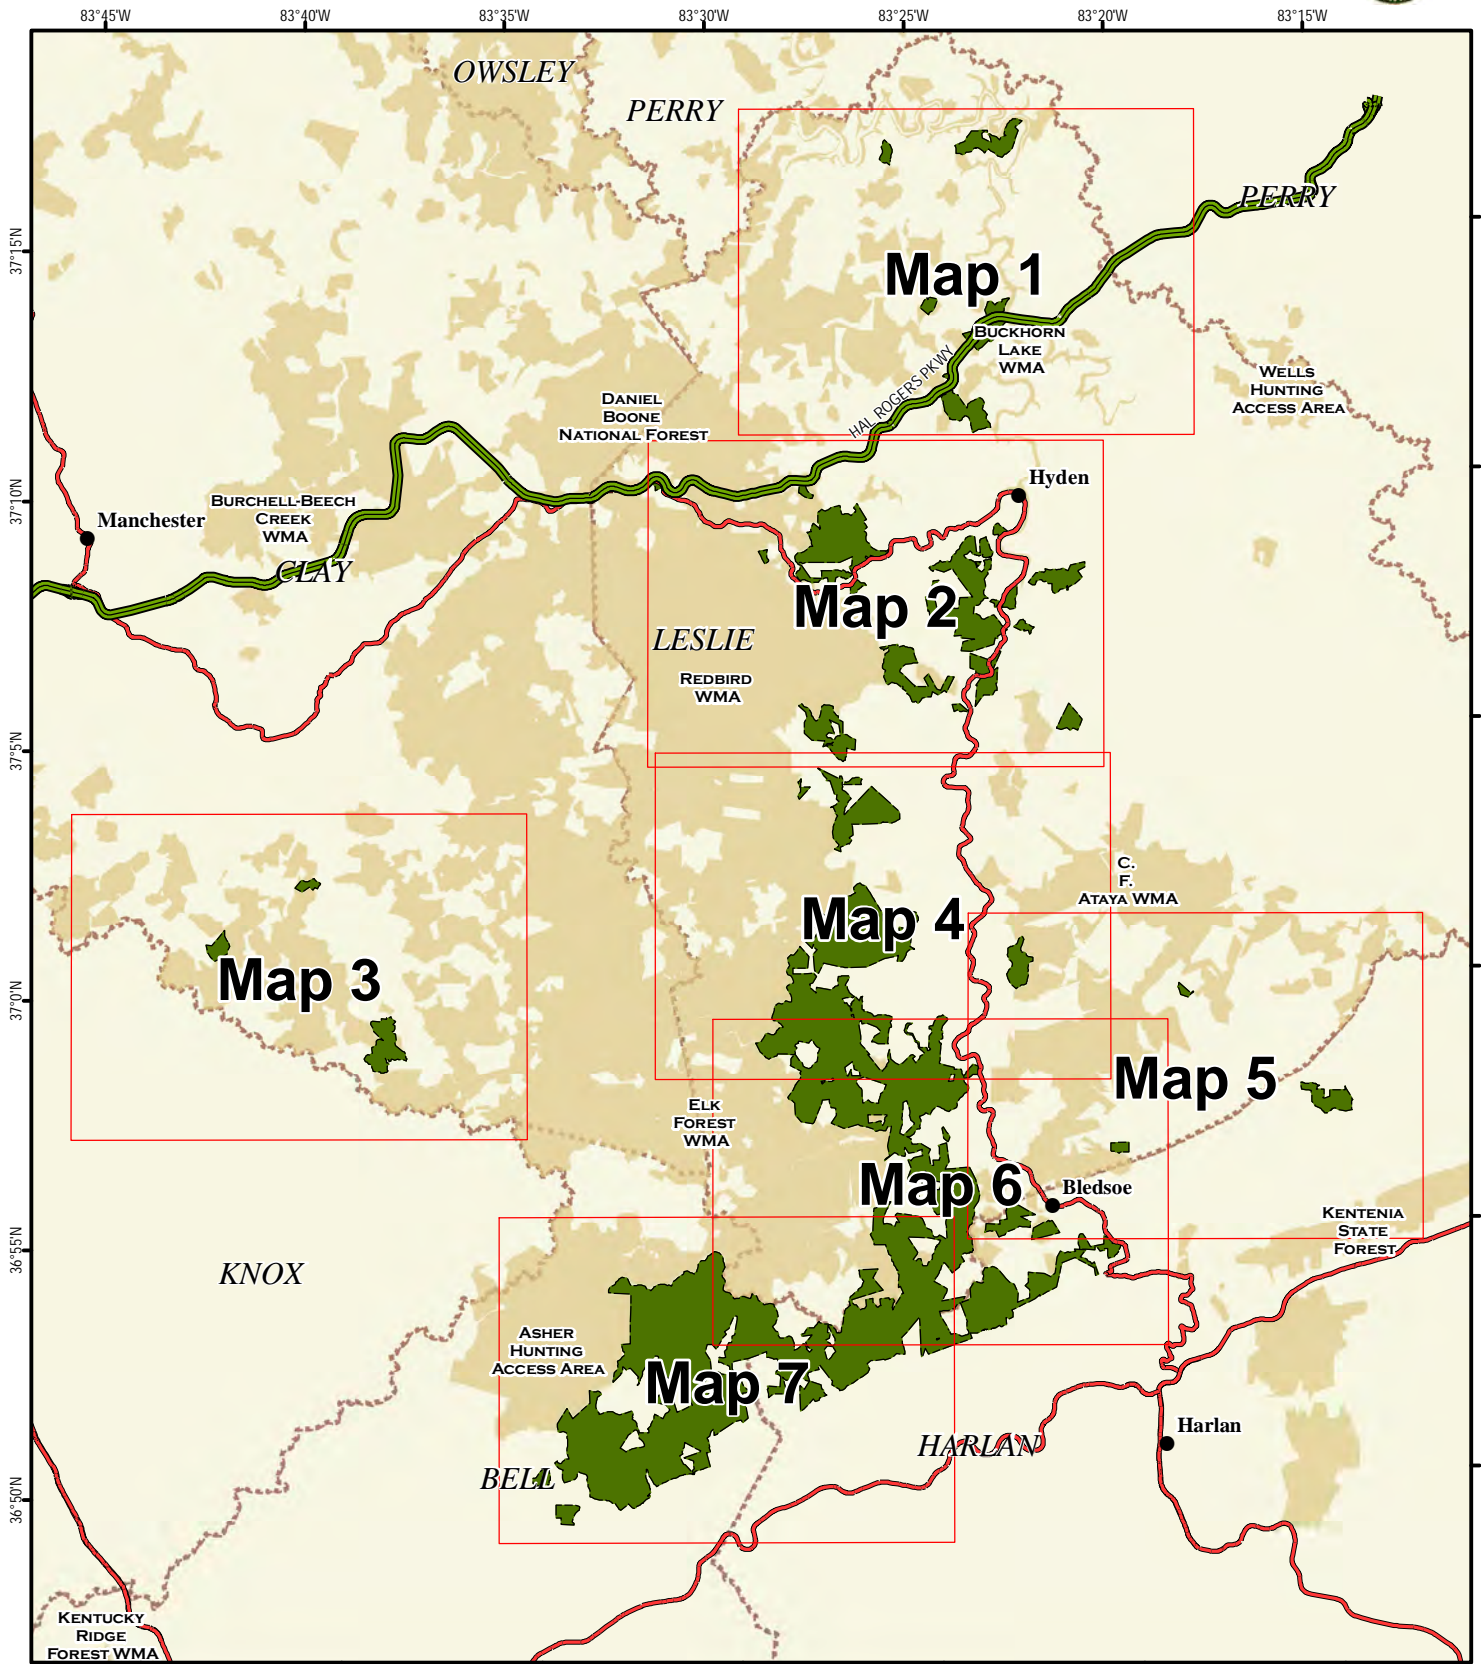 83°45'W
83°40'W
83°35'W
83°30'W
83°25'W
83°20'W
83°15'W
OWSLEY
PERRY
PERRY
37°15'N
Map 1
BUCKHORN
LAKE
WMA
HAL ROGERS PKWY
WELLS
HUNTING
ACCESS AREA
DANIEL
BOONE
NATIONAL FOREST
Hyden
37°10'N
BURCHELL-BEECH
CREEK
WMA
Manchester
CLAY
Map 2
LESLIE
REDBIRD
WMA
37°5'N
C.
F.
ATAYA WMA
Map 4
Map 3
37°0'N
Map 5
ELK
FOREST
WMA
Map 6
Bledsoe
KENTENIA
STATE
FOREST
36°55'N
KNOX
ASHER
HUNTING
ACCESS AREA
Map 7
Harlan
HARLAN
BELL
36°50'N
KENTUCKY
RIDGE
FOREST WMA